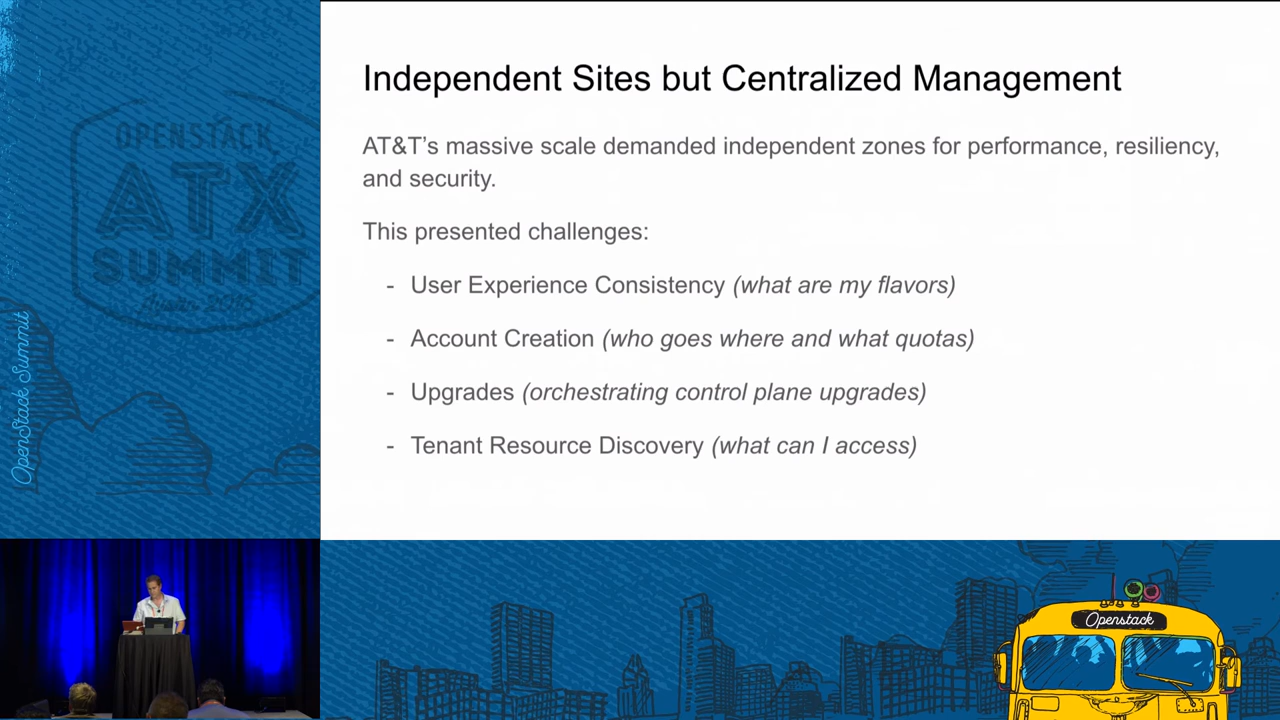 Independent Sites but Centralized Management
AT&T’s massive scale demanded independent zones for performance, resiliency,
and security.
This presented challenges:
- User Experience Consistency (what are my flavors)
- Account Creation (who goes where and what quotas)
- Upgrades (orchestrating control plane upgrades)
- Tenant Resource Discovery (what can I access)
OPENSTACK
ATX
SUMMIT
OpenStack Summit
Openstack